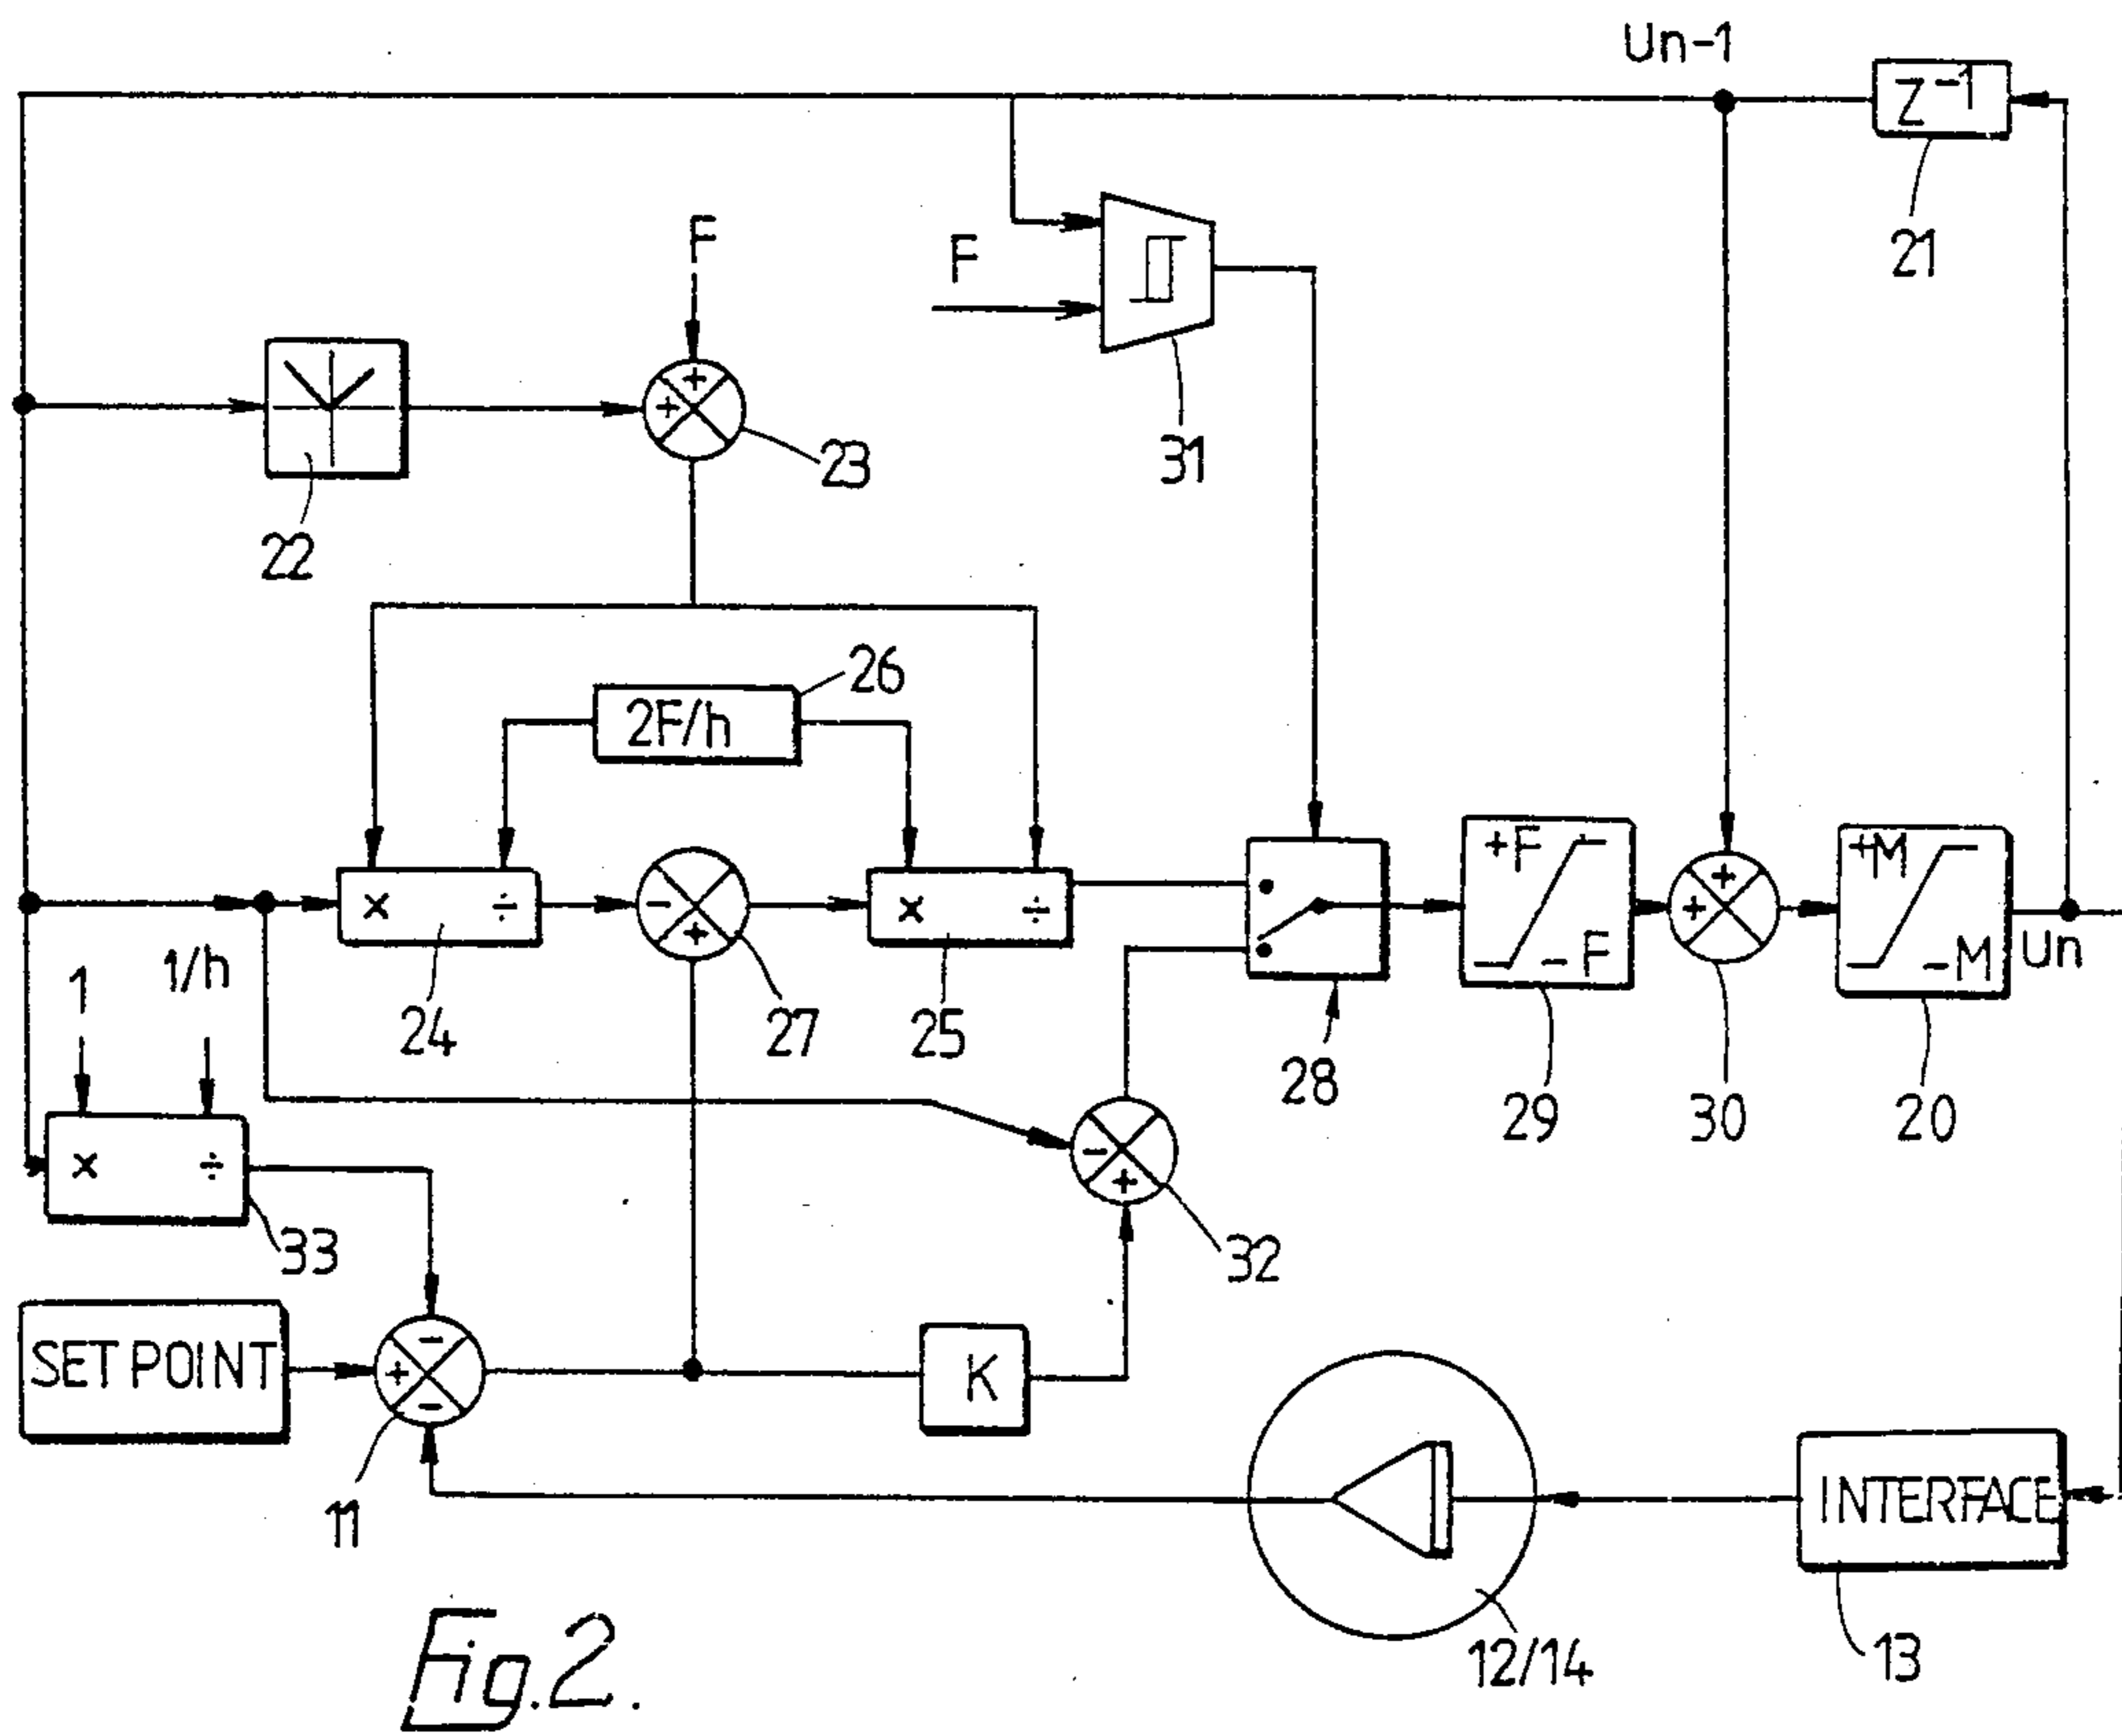 Un-1
Z⁻¹
21
F
+
+
23
F
31
22
26
2F/h
× ÷
24
-
+
27
× ÷
25
28
+F
-F
29
+
+
30
+M
-M
20
Un
1
1/h
× ÷
33
-
+
32
SET POINT
-
+
-
11
K
12/14
INTERFACE
13
Fig.2.